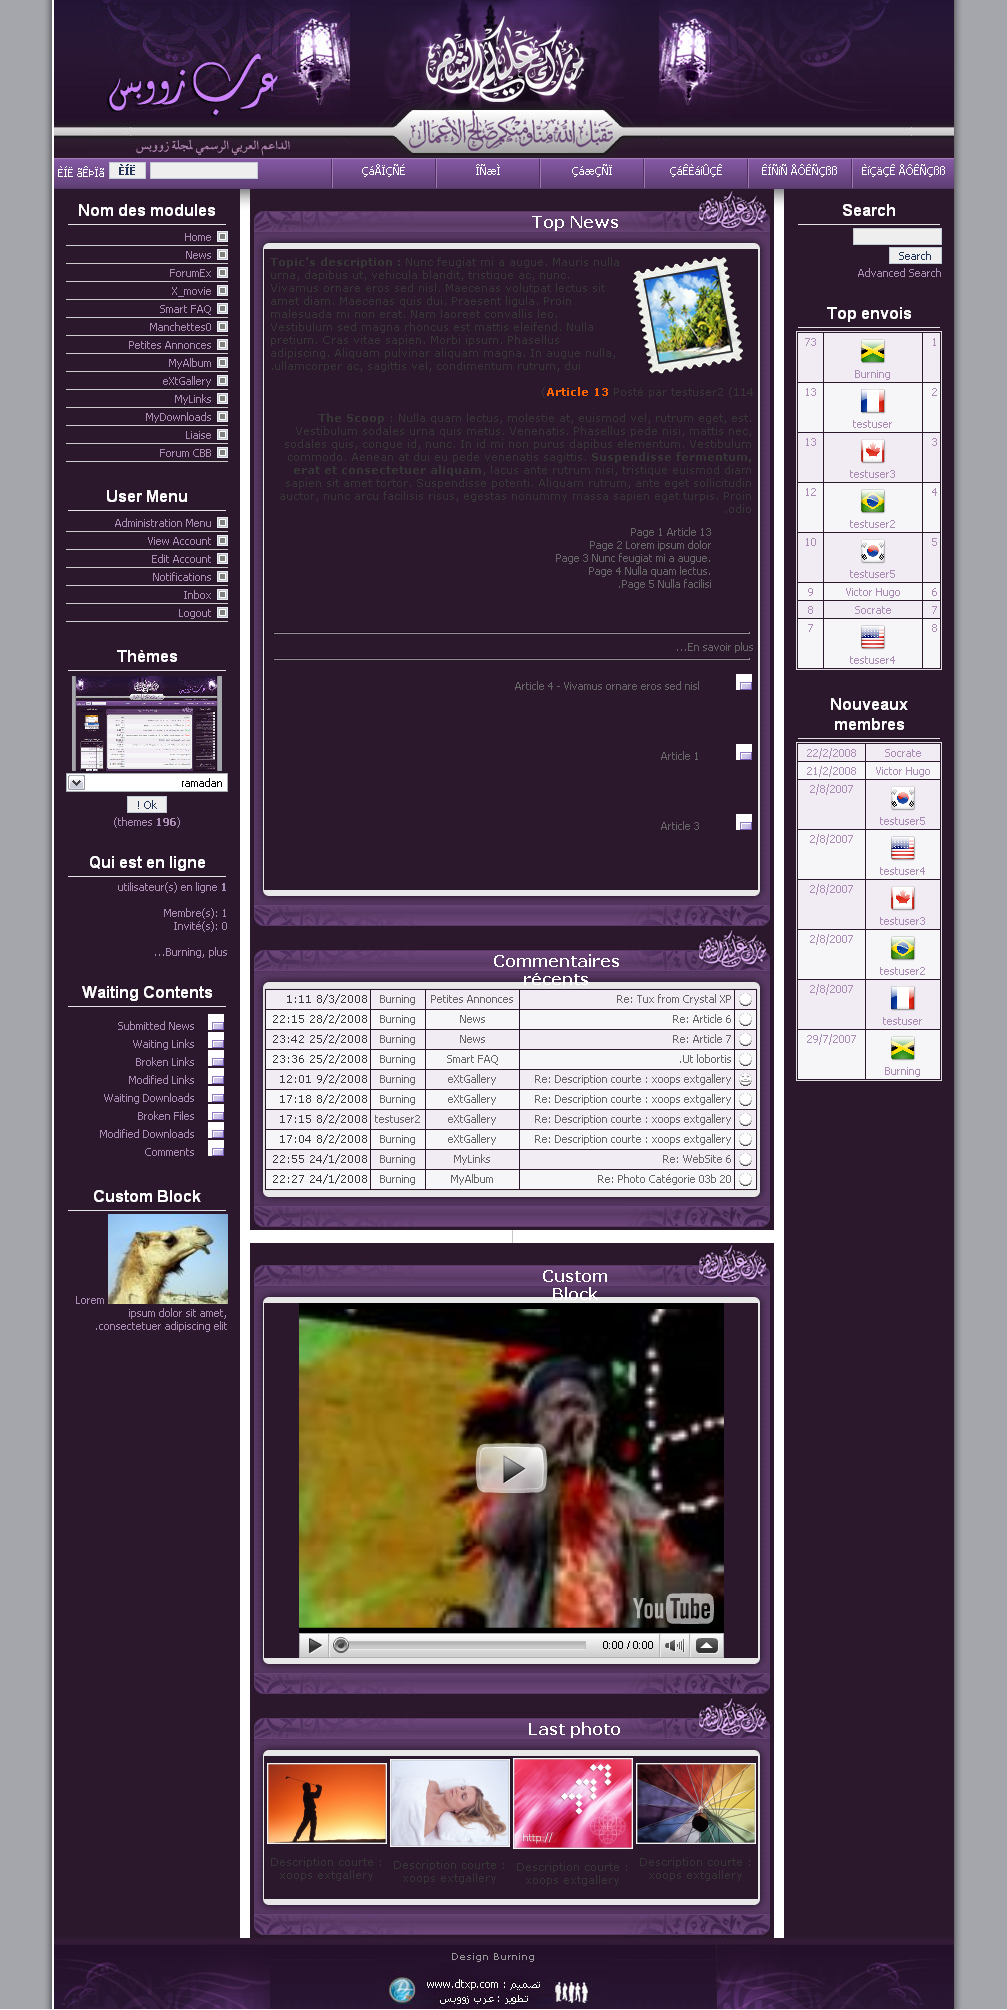 مبارك عليكم الشهر
عرب زووبس
تقبل الله منا ومنكم صالح الأعمال
الداعم العربي الرسمي لمجلة زووبس
ÈÍË ãÊÞÏã
ÈÍË
ÇáÅÏÇÑÉ
ÎÑæÌ
ÇáæÇÑÏ
Nom des modules
Home
News
ForumEx
X_movie
Smart FAQ
Manchettes0
Petites Annonces
MyAlbum
eXtGallery
MyLinks
MyDownloads
Liaise
Forum CBB
User Menu
Administration Menu
View Account
Edit Account
Notifications
Inbox
Logout
Thèmes
ramadan
! Ok
(themes 196)
Qui est en ligne
utilisateur(s) en ligne 1
Membre(s): 1
Invité(s): 0
...Burning, plus
Waiting Contents
Submitted News
Waiting Links
Broken Links
Modified Links
Waiting Downloads
Broken Files
Modified Downloads
Comments
Custom Block
Lorem
ipsum dolor sit amet,
.consectetuer adipiscing elit
Top News
Topic's description : Nunc feugiat mi a augue. Mauris nulla
urna, dapibus ut, vehicula blandit, tristique ac, nunc.
Vivamus ornare eros sed nisl. Maecenas volutpat lectus sit
amet diam. Maecenas quis dui. Praesent ligula. Proin
malesuada mi non erat. Nam laoreet convallis leo.
Vestibulum sed magna rhoncus est mattis eleifend. Nulla
pretium. Cras vitae sapien. Morbi ipsum. Phasellus
adipiscing. Aliquam pulvinar aliquam magna. In augue nulla,
.ullamcorper ac, sagittis vel, condimentum rutrum, dui
(Article 13 Posté par testuser2 (114
The Scoop : Nulla quam lectus, molestie at, euismod vel, rutrum eget, est.
Vestibulum sodales urna quis metus. Venenatis. Phasellus pede nisi, mattis nec,
sodales quis, congue id, nunc. In id mi non purus dapibus elementum. Vestibulum
commodo. Aenean at dui eu pede venenatis sagittis. Suspendisse fermentum,
erat et consectetuer aliquam, lacus ante rutrum nisi, tristique euismod diam
sapien sit amet tortor. Suspendisse potenti. Aliquam rutrum, ante eget sollicitudin
auctor, nunc arcu facilisis risus, egestas nonummy massa sapien eget turpis. Proin
.odio
Page 1 Article 13
Page 2 Lorem ipsum dolor
Page 3 Nunc feugiat mi a augue.
Page 4 Nulla quam lectus.
.Page 5 Nulla facilisi
...En savoir plus
Article 4 - Vivamus ornare eros sed nisl
Article 1
Article 3
Commentaires
récents
1:11 8/3/2008 Burning Petites Annonces Re: Tux from Crystal XP
22:15 28/2/2008 Burning News Re: Article 6
23:42 25/2/2008 Burning News Re: Article 7
23:36 25/2/2008 Burning Smart FAQ .Ut lobortis
12:01 9/2/2008 Burning eXtGallery Re: Description courte : xoops extgallery
17:18 8/2/2008 Burning eXtGallery Re: Description courte : xoops extgallery
17:15 8/2/2008 testuser2 eXtGallery Re: Description courte : xoops extgallery
17:04 8/2/2008 Burning eXtGallery Re: Description courte : xoops extgallery
22:55 24/1/2008 Burning MyLinks Re: WebSite 6
22:27 24/1/2008 Burning MyAlbum Re: Photo Catégorie 03b 20
Custom
Block
YouTube
0:00 / 0:00
Last photo
http://
Description courte :
xoops extgallery
Description courte :
xoops extgallery
Description courte :
xoops extgallery
Description courte :
xoops extgallery
Search
Search
Advanced Search
Top envois
73 Burning 1
13 testuser 2
13 testuser3 3
12 testuser2 4
10 testuser5 5
9 Victor Hugo 6
8 Socrate 7
7 testuser4 8
Nouveaux
membres
22/2/2008 Socrate
21/2/2008 Victor Hugo
2/8/2007 testuser5
2/8/2007 testuser4
2/8/2007 testuser3
2/8/2007 testuser2
2/8/2007 testuser
29/7/2007 Burning
Design Burning
تصميم : www.dtxp.com
تطوير : عرب زووبس